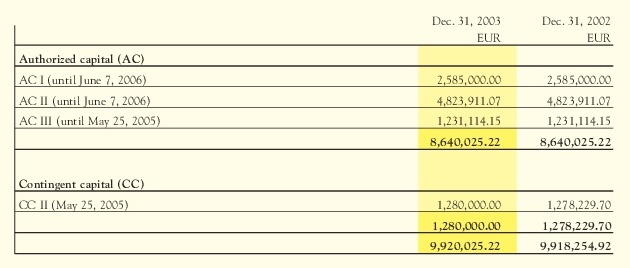 Dec. 31, 2003 Dec. 31, 2002
EUR EUR
Authorized capital (AC)
AC I (until June 7, 2006) 2,585,000.00 2,585,000.00
AC II (until June 7, 2006) 4,823,911.07 4,823,911.07
AC III (until May 25, 2005) 1,231,114.15 1,231,114.15
8,640,025.22 8,640,025.22
Contingent capital (CC)
CC II (May 25, 2005) 1,280,000.00 1,278,229.70
1,280,000.00 1,278,229.70
9,920,025.22 9,918,254.92